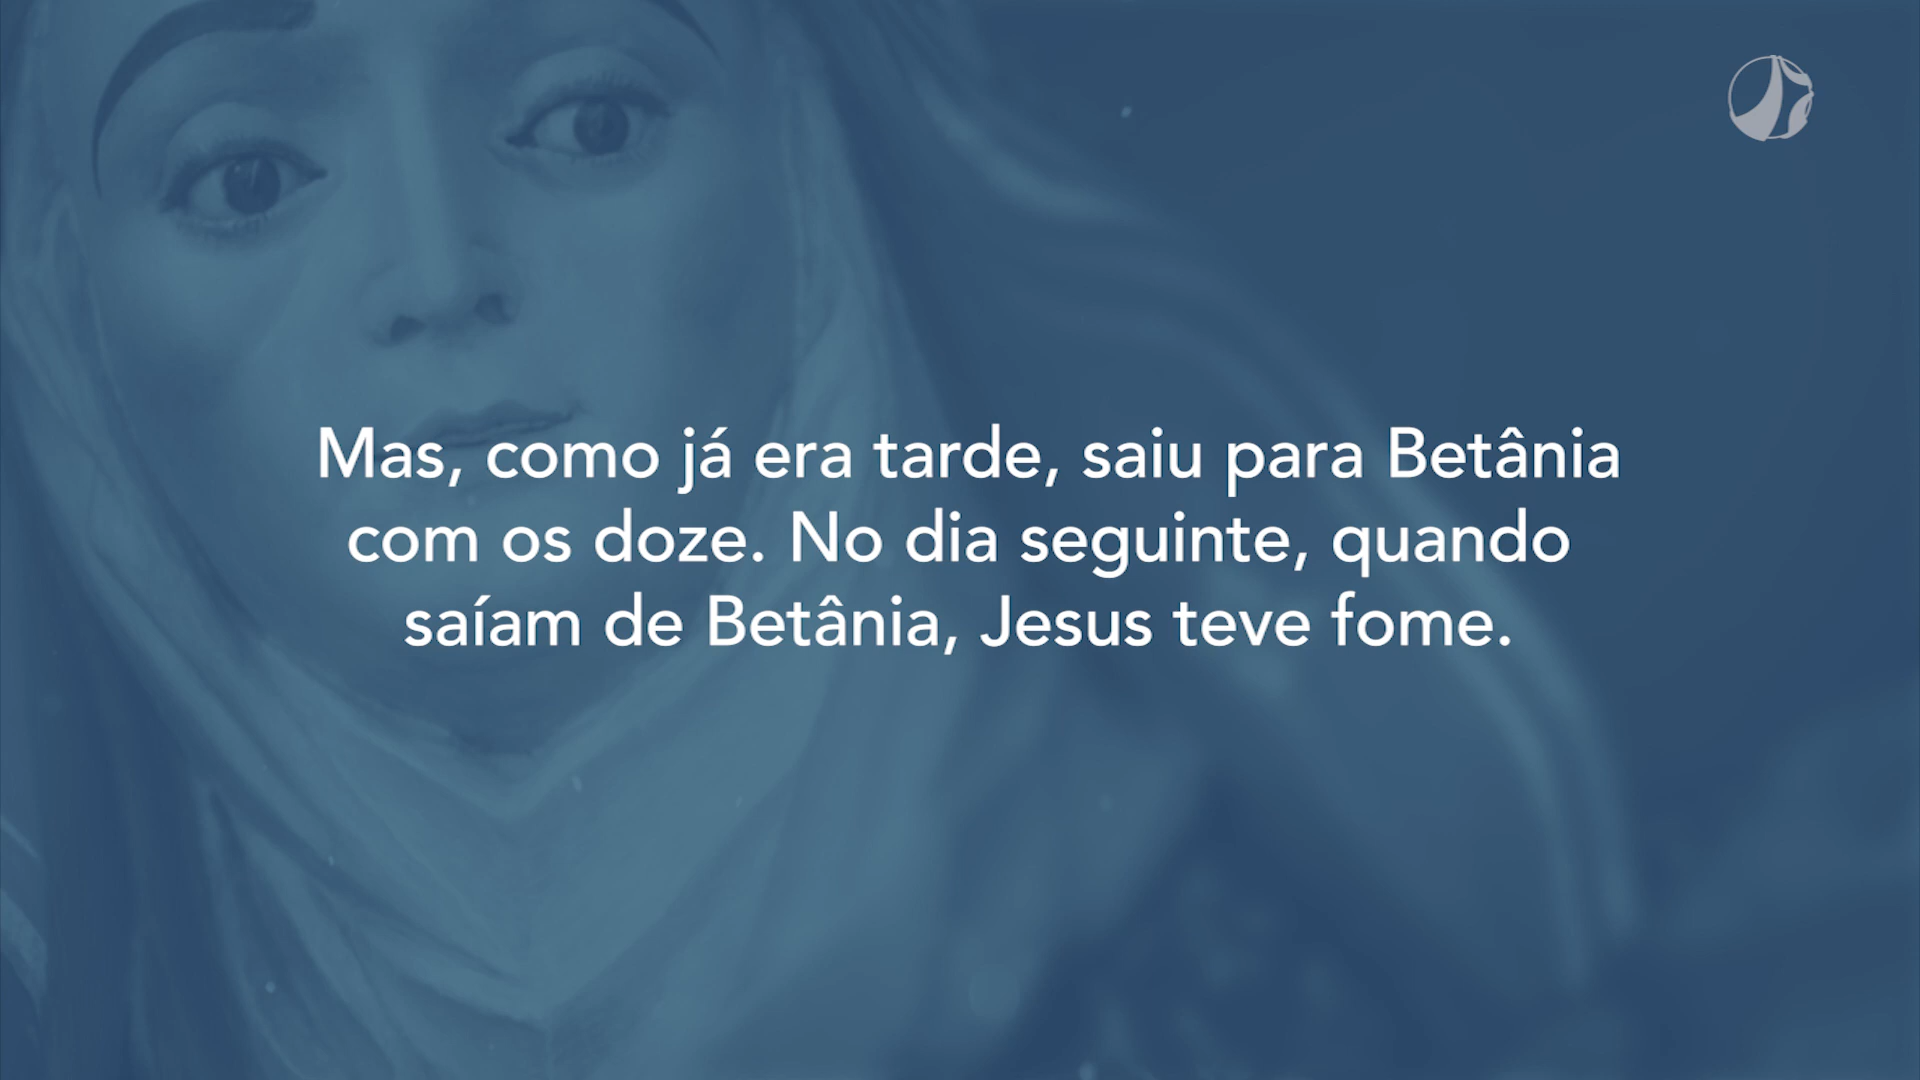 Mas, como já era tarde, saiu para Betânia
com os doze. No dia seguinte, quando
saíam de Betânia, Jesus teve fome.